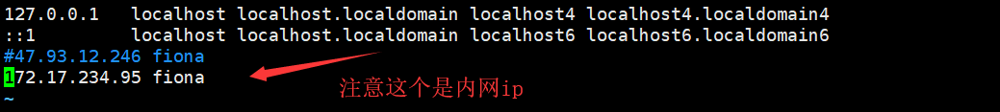 127.0.0.1   localhost localhost.localdomain localhost4 localhost4.localdomain4
::1         localhost localhost.localdomain localhost6 localhost6.localdomain6
#47.93.12.246 fiona
172.17.234.95 fiona
注意这个是内网ip
~